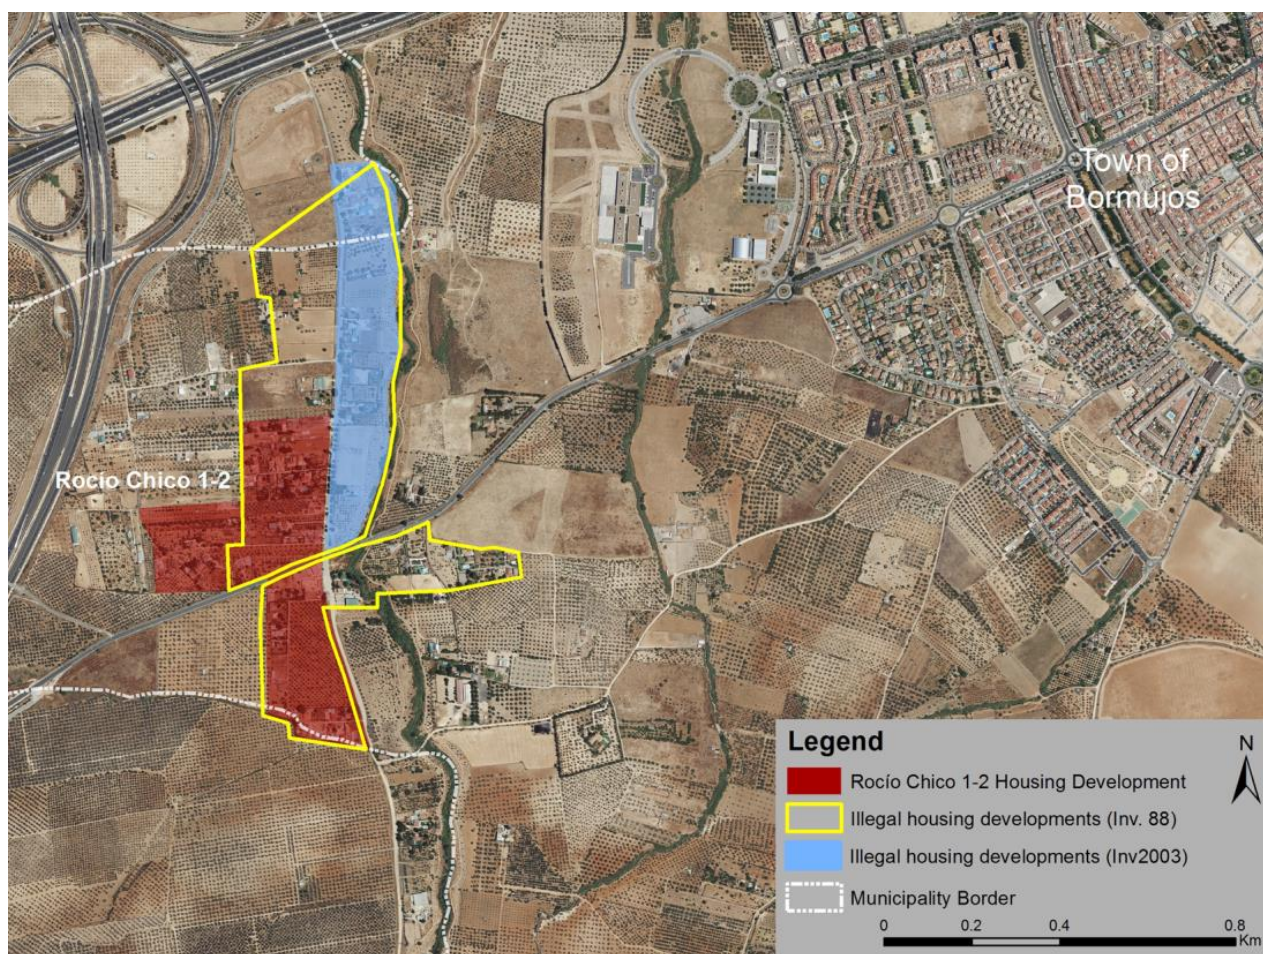 Town of
Bormujos
Rocío Chico 1-2
Legend
N
Rocío Chico 1-2 Housing Development
Illegal housing developments (Inv. 88)
Illegal housing developments (Inv2003)
Municipality Border
0 0.2 0.4 0.8
Km